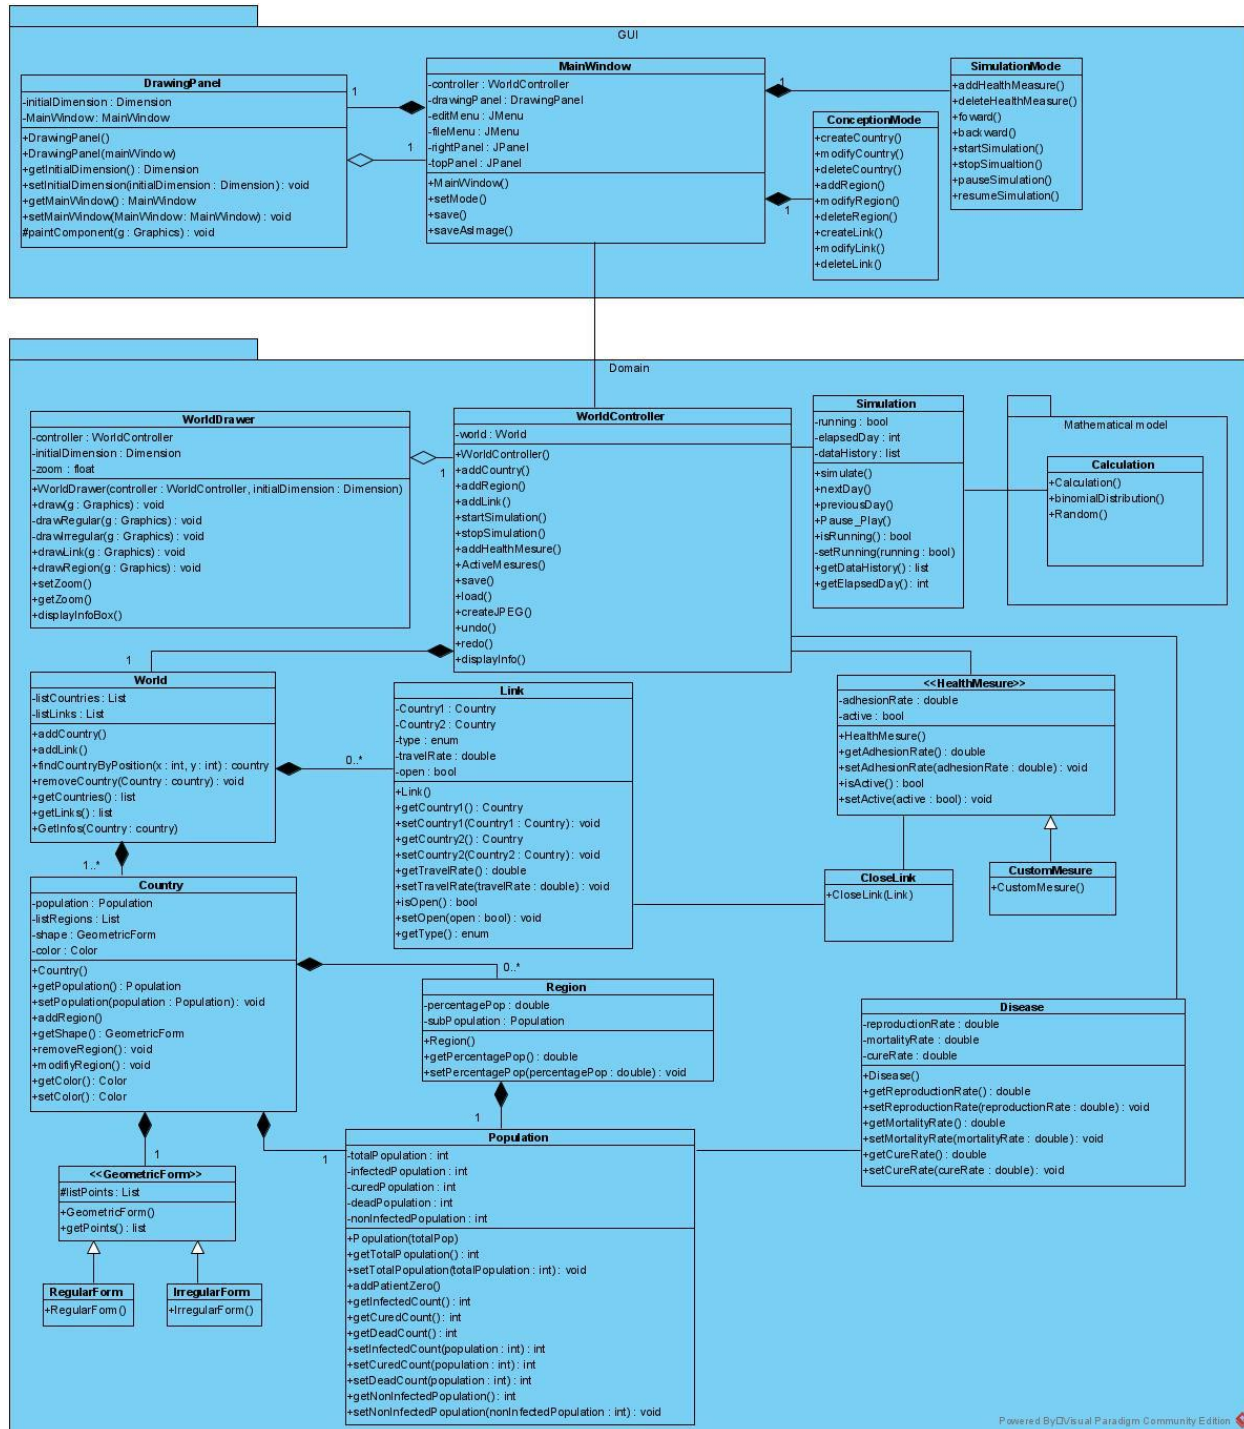 GUI
DrawingPanel
-initialDimension : Dimension
-MainWindow: MainWindow
+DrawingPanel()
+DrawingPanel(mainWindow)
+getInitialDimension() : Dimension
+setInitialDimension(initialDimension : Dimension) : void
+getMainWindow() : MainWindow
+setMainWindow(MainWindow: MainWindow) : void
#paintComponent(g : Graphics) : void
1
1
MainWindow
-controller : WorldController
-drawingPanel : DrawingPanel
-editMenu : JMenu
-fileMenu : JMenu
-rightPanel : JPanel
-topPanel : JPanel
+MainWindow()
+setMode()
+save()
+saveAsImage()
1
1
ConceptionMode
+createCountry()
+modifyCountry()
+deleteCountry()
+addRegion()
+modifyRegion()
+deleteRegion()
+createLink()
+modifyLink()
+deleteLink()
SimulationMode
+addHealthMeasure()
+deleteHealthMeasure()
+foward()
+backward()
+startSimulation()
+stopSimualtion()
+pauseSimulation()
+resumeSimulation()
Domain
WorldDrawer
-controller : WorldController
-initialDimension : Dimension
-zoom : float
+WorldDrawer(controller : WorldController, initialDimension : Dimension)
+draw(g : Graphics) : void
-drawRegular(g : Graphics) : void
-drawIrregular(g : Graphics) : void
+drawLink(g : Graphics) : void
+drawRegion(g : Graphics) : void
+setZoom()
+getZoom()
+displayInfoBox()
1
WorldController
-world : World
+WorldController()
+addCountry()
+addRegion()
+addLink()
+startSimulation()
+stopSimulation()
+addHealthMesure()
+ActiveMesures()
+save()
+load()
+createJPEG()
+undo()
+redo()
+displayInfo()
Simulation
-running : bool
-elapsedDay : int
-dataHistory : list
+simulate()
+nextDay()
+previousDay()
+Pause_Play()
+isRunning() : bool
-setRunning(running : bool)
+getDataHistory() : list
+getElapsedDay() : int
Mathematical model
Calculation
+Calculation()
+binomialDistribution()
+Random()
1
World
-listCountries : List
-listLinks : List
+addCountry()
+addLink()
+findCountryByPosition(x : int, y : int) : country
+removeCountry(Country : country) : void
+getCountries() : list
+getLinks() : list
+GetInfos(Country : country)
0..*
1..*
Link
-Country1 : Country
-Country2 : Country
-type : enum
-travelRate : double
-open : bool
+Link()
+getCountry1() : Country
+setCountry1(Country1 : Country) : void
+getCountry2() : Country
+setCountry2(Country2 : Country) : void
+getTravelRate() : double
+setTravelRate(travelRate : double) : void
+isOpen() : bool
+setOpen(open : bool) : void
+getType() : enum
<<HealthMesure>>
-adhesionRate : double
-active : bool
+HealthMesure()
+getAdhesionRate() : double
+setAdhesionRate(adhesionRate : double) : void
+isActive() : bool
+setActive(active : bool) : void
CloseLink
+CloseLink(Link)
CustomMesure
+CustomMesure()
Country
-population : Population
-listRegions : List
-shape : GeometricForm
-color : Color
+Country()
+getPopulation() : Population
+setPopulation(population : Population) : void
+addRegion()
+getShape() : GeometricForm
+removeRegion() : void
+modifiyRegion() : void
+getColor() : Color
+setColor() : Color
0..*
Region
-percentagePop : double
-subPopulation : Population
+Region()
+getPercentagePop() : double
+setPercentagePop(percentagePop : double) : void
Disease
-reproductionRate : double
-mortalityRate : double
-cureRate : double
+Disease()
+getReproductionRate() : double
+setReproductionRate(reproductionRate : double) : void
+getMortalityRate() : double
+setMortalityRate(mortalityRate : double) : void
+getCureRate() : double
+setCureRate(cureRate : double) : void
1
1
1
<<GeometricForm>>
#listPoints : List
+GeometricForm()
+getPoints() : list
RegularForm
+RegularForm()
IrregularForm
+IrregularForm()
Population
-totalPopulation : int
-infectedPopulation : int
-curedPopulation : int
-deadPopulation : int
-nonInfectedPopulation : int
+Population(totalPop)
+getTotalPopulation() : int
+setTotalPopulation(totalPopulation : int) : void
+addPatientZero()
+getInfectedCount() : int
+getCuredCount() : int
+getDeadCount() : int
+setInfectedCount(population : int) : int
+setCuredCount(population : int) : int
+setDeadCount(population : int) : int
+getNonInfectedPopulation() : int
+setNonInfectedPopulation(nonInfectedPopulation : int) : void
Powered By□Visual Paradigm Community Edition